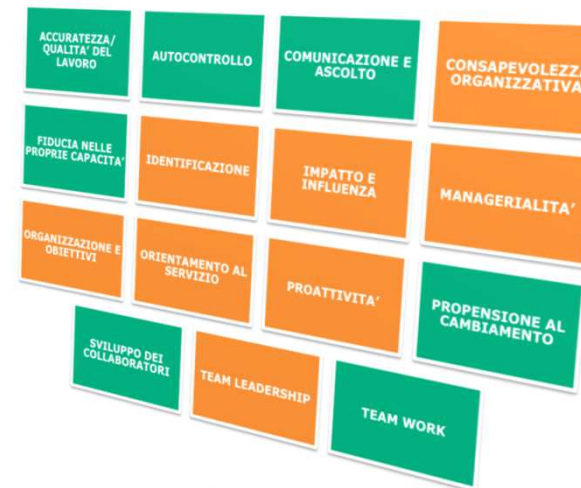 ACCURATEZZA/
QUALITA' DEL
LAVORO
AUTOCONTROLLO
COMUNICAZIONE E
ASCOLTO
CONSAPEVOLEZZA
ORGANIZZATIVA
FIDUCIA NELLE
PROPRIE CAPACITA'
IDENTIFICAZIONE
IMPATTO E
INFLUENZA
MANAGERIALITA'
ORGANIZZAZIONE E
OBIETTIVI
ORIENTAMENTO AL
SERVIZIO
PROATTIVITA'
PROPENSIONE AL
CAMBIAMENTO
SVILUPPO DEI
COLLABORATORI
TEAM LEADERSHIP
TEAM WORK